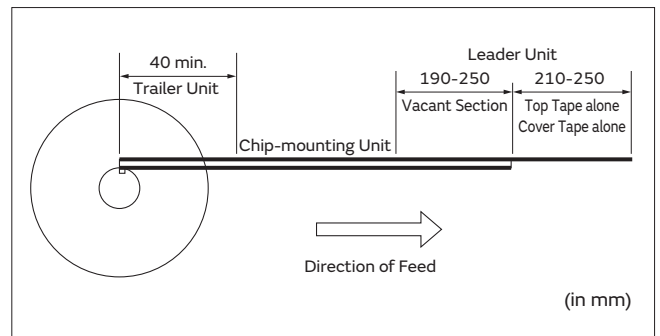 Leader Unit
40 min.
190-250
210-250
Trailer Unit
Vacant Section
Top Tape alone
Cover Tape alone
Chip-mounting Unit
Direction of Feed
(in mm)